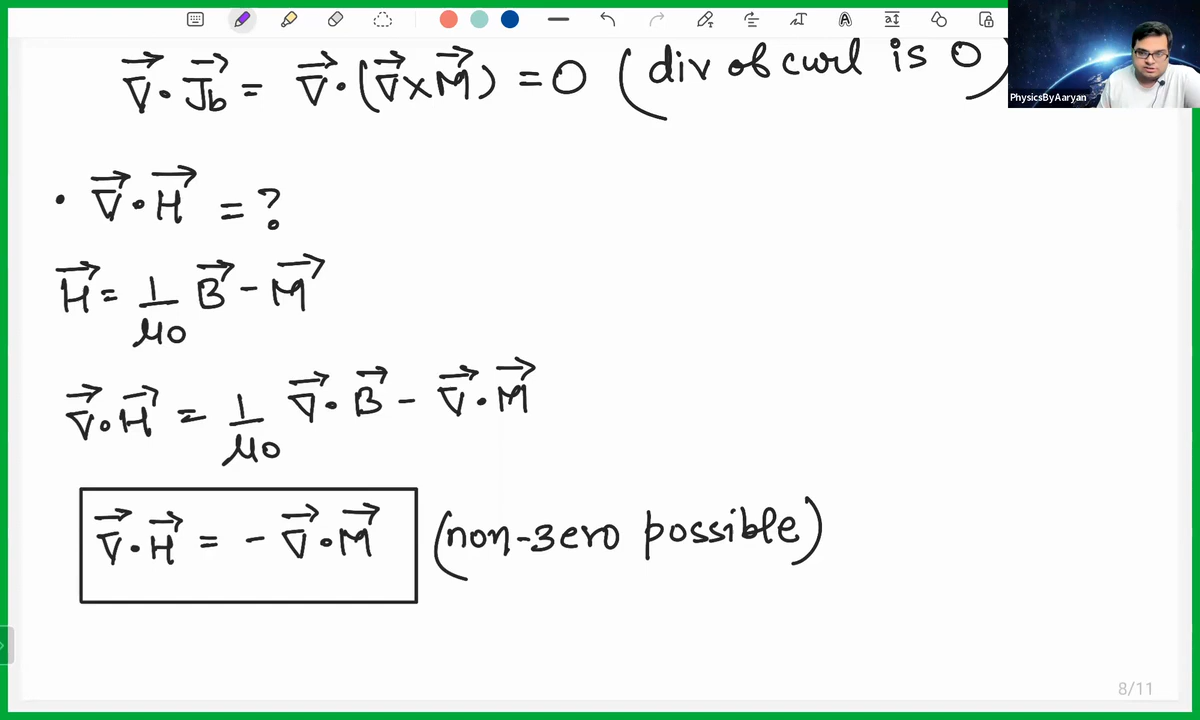 ∇⃗·J⃗b = ∇⃗·(∇⃗×M⃗) = 0 (div of curl is 0)
PhysicsByAaryan
· ∇⃗·H⃗ = ?
H⃗ = 1/μ0 B⃗ - M⃗
∇⃗·H⃗ = 1/μ0 ∇⃗·B⃗ - ∇⃗·M⃗
∇⃗·H⃗ = - ∇⃗·M⃗ (non-zero possible)
8/11